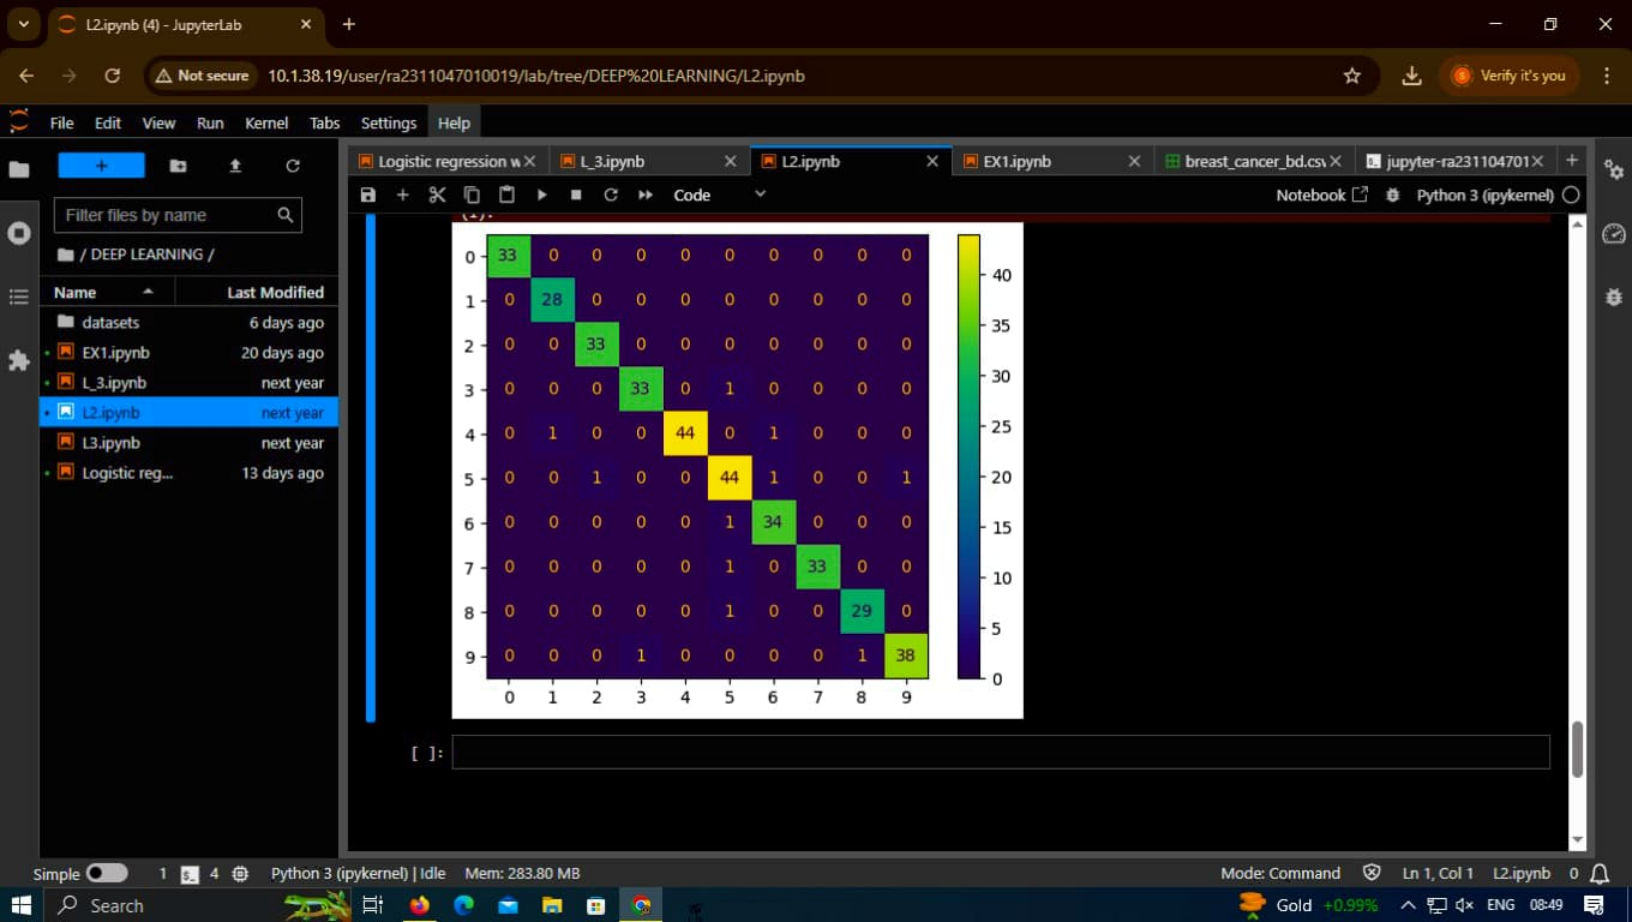 L2.ipynb (4) - JupyterLab
Not secure 10.1.38.19/user/ra2311047010019/lab/tree/DEEP%20LEARNING/L2.ipynb Verify it's you
File Edit View Run Kernel Tabs Settings Help
Logistic regression w L_3.ipynb L2.ipynb EX1.ipynb breast_cancer_bd.csv jupyter-ra231104701
Code Notebook Python 3 (ipykernel)
Filter files by name
/ DEEP LEARNING /
Name Last Modified
datasets 6 days ago
EX1.ipynb 20 days ago
L_3.ipynb next year
L2.ipynb next year
L3.ipynb next year
Logistic reg... 13 days ago
0 33 0 0 0 0 0 0 0 0 0
1 0 28 0 0 0 0 0 0 0 0
2 0 0 33 0 0 0 0 0 0 0
3 0 0 0 33 0 1 0 0 0 0
4 0 1 0 0 44 0 1 0 0 0
5 0 0 1 0 0 44 1 0 0 1
6 0 0 0 0 0 1 34 0 0 0
7 0 0 0 0 0 1 0 33 0 0
8 0 0 0 0 0 1 0 0 29 0
9 0 0 0 1 0 0 0 0 1 38
0 1 2 3 4 5 6 7 8 9
40
35
30
25
20
15
10
5
0
[ ]:
Simple 1 4 Python 3 (ipykernel) | Idle Mem: 283.80 MB Mode: Command Ln 1, Col 1 L2.ipynb 0
Search Gold +0.99% ENG 08:49